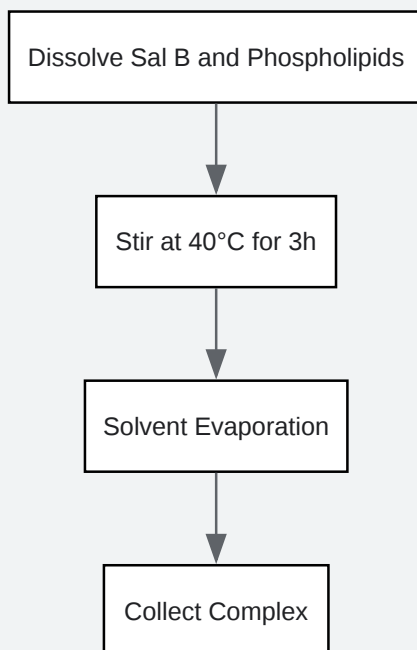 Dissolve Sal B and Phospholipids
Stir at 40°C for 3h
Solvent Evaporation
Collect Complex